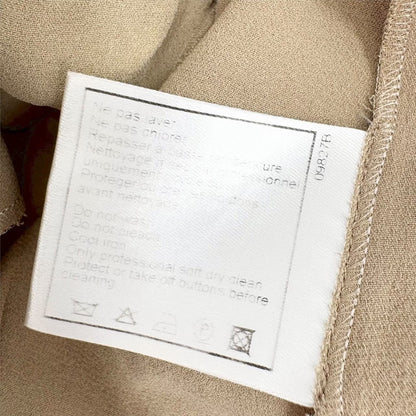 Ne pas laver
Ne pas chlorer
Repasser à basse température
Nettoyage à sec professionnel
uniquement
Protéger ou boutons
avant nettoyage
Do not wash
Do not bleach
Cool iron
Only professional soft dry clean
Protect or take off buttons before
cleaning
09827B
P